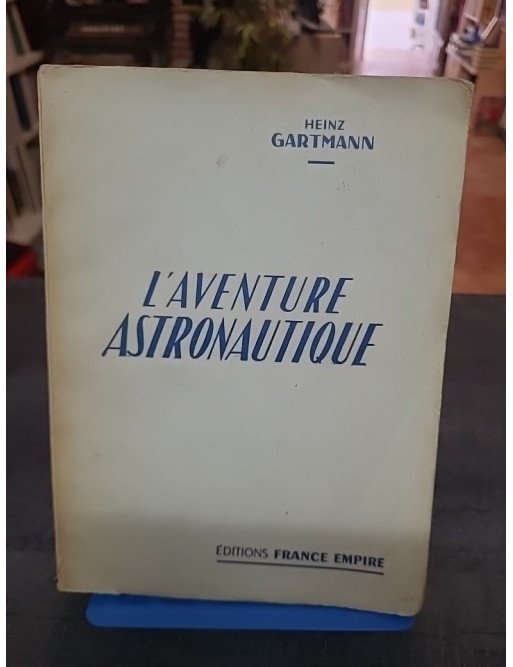 HEINZ
GARTMANN
L'AVENTURE
ASTRONAUTIQUE
ÉDITIONS FRANCE EMPIRE